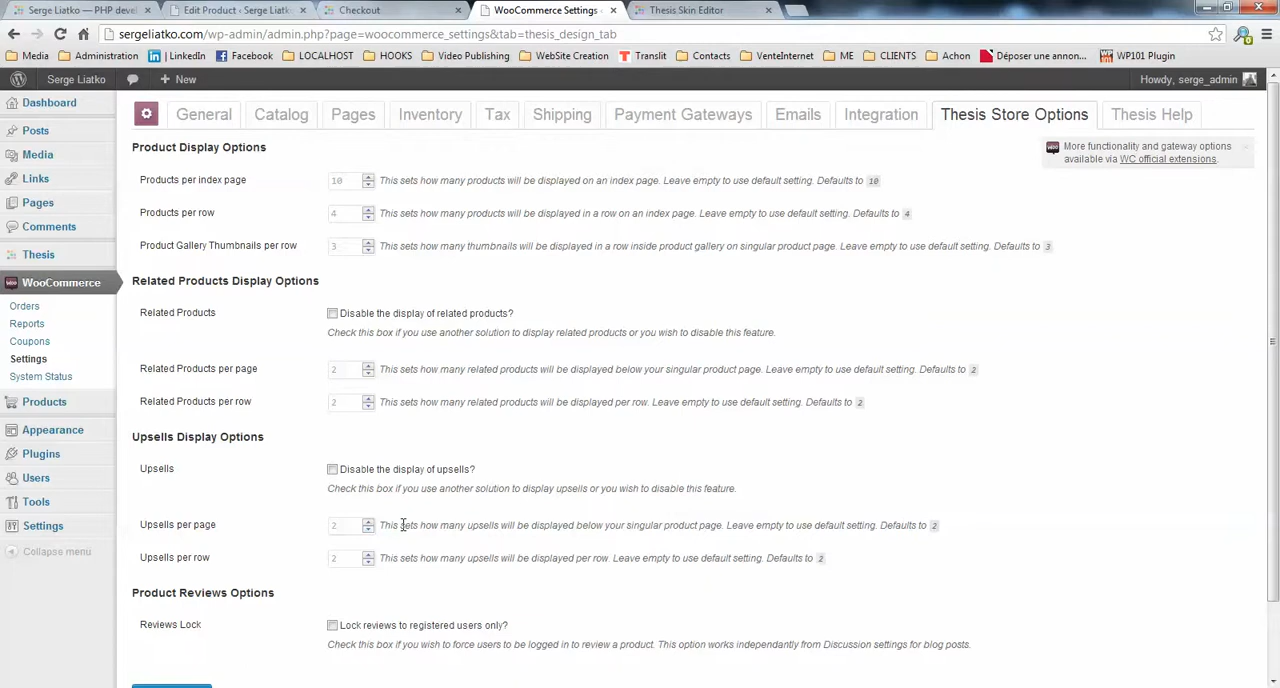 Serge Liatko — PHP devel
Edit Product ‹ Serge Liatko
Checkout
WooCommerce Settings ‹
Thesis Skin Editor
sergeliatko.com/wp-admin/admin.php?page=woocommerce_settings&tab=thesis_design_tab
Media
Administration
LinkedIn
Facebook
LOCALHOST
HOOKS
Video Publishing
WebSite Creation
Translit
Contacts
VenteInternet
ME
CLIENTS
Achon
Déposer une annon...
WP101 Plugin
Serge Liatko
+ New
Howdy, serge_admin
Dashboard
Posts
Media
Links
Pages
Comments
Thesis
WooCommerce
Orders
Reports
Coupons
Settings
System Status
Products
Appearance
Plugins
Users
Tools
Settings
Collapse menu
General
Catalog
Pages
Inventory
Tax
Shipping
Payment Gateways
Emails
Integration
Thesis Store Options
Thesis Help
More functionality and gateway options
available via WC official extensions.
Product Display Options
Products per index page 10 This sets how many products will be displayed on an index page. Leave empty to use default setting. Defaults to 10
Products per row 4 This sets how many products will be displayed in a row on an index page. Leave empty to use default setting. Defaults to 4
Product Gallery Thumbnails per row 3 This sets how many thumbnails will be displayed in a row inside product gallery on singular product page. Leave empty to use default setting. Defaults to 3
Related Products Display Options
Related Products Disable the display of related products?
Check this box if you use another solution to display related products or you wish to disable this feature.
Related Products per page 2 This sets how many related products will be displayed below your singular product page. Leave empty to use default setting. Defaults to 2
Related Products per row 2 This sets how many related products will be displayed per row. Leave empty to use default setting. Defaults to 2
Upsells Display Options
Upsells Disable the display of upsells?
Check this box if you use another solution to display upsells or you wish to disable this feature.
Upsells per page 2 This sets how many upsells will be displayed below your singular product page. Leave empty to use default setting. Defaults to 2
Upsells per row 2 This sets how many upsells will be displayed per row. Leave empty to use default setting. Defaults to 2
Product Reviews Options
Reviews Lock Lock reviews to registered users only?
Check this box if you wish to force users to be logged in to review a product. This option works independantly from Discussion settings for blog posts.